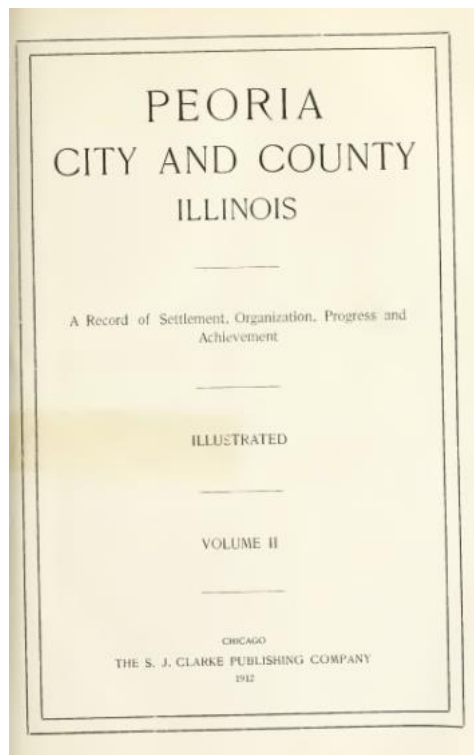 PEORIA
CITY AND COUNTY
ILLINOIS
A Record of Settlement, Organization, Progress and
Achievement
ILLUSTRATED
VOLUME II
CHICAGO
THE S. J. CLARKE PUBLISHING COMPANY
1912